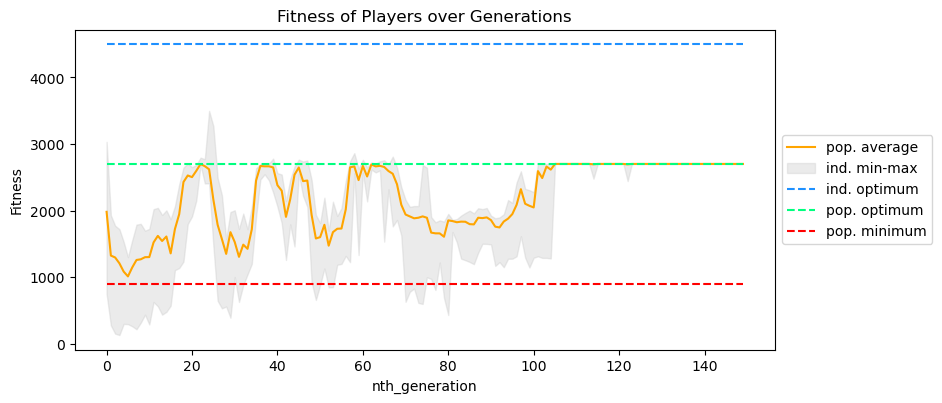 Fitness of Players over Generations
Fitness
4000
3000
2000
1000
0
0 20 40 60 80 100 120 140
nth_generation
pop. average
ind. min-max
ind. optimum
pop. optimum
pop. minimum